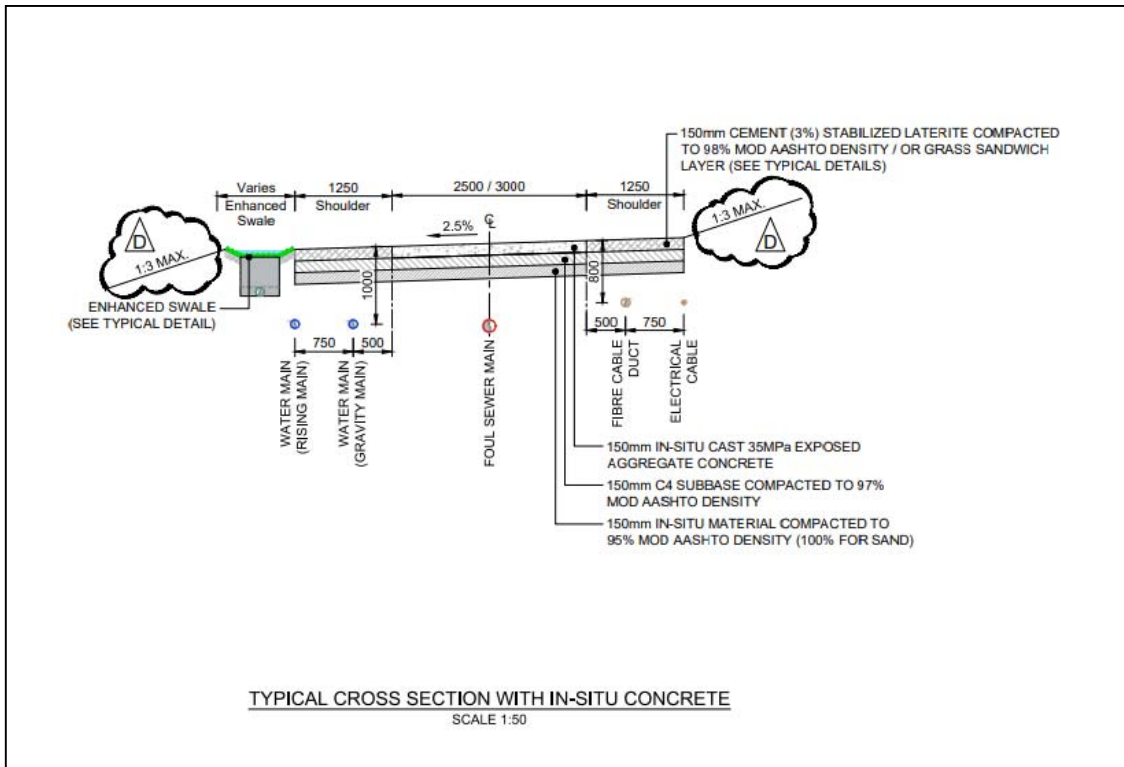 150mm CEMENT (3%) STABILIZED LATERITE COMPACTED
TO 98% MOD AASHTO DENSITY / OR GRASS SANDWICH
LAYER (SEE TYPICAL DETAILS)
Varies
Enhanced
Swale
1250
Shoulder
2500 / 3000
1250
Shoulder
2.5%
℄
D
1:3 MAX.
1:3 MAX.
D
1000
800
ENHANCED SWALE
(SEE TYPICAL DETAIL)
750
500
500
750
WATER MAIN
(RISING MAIN)
WATER MAIN
(GRAVITY MAIN)
FOUL SEWER MAIN
FIBRE CABLE
DUCT
ELECTRICAL
CABLE
150mm IN-SITU CAST 35MPa EXPOSED
AGGREGATE CONCRETE
150mm C4 SUBBASE COMPACTED TO 97%
MOD AASHTO DENSITY
150mm IN-SITU MATERIAL COMPACTED TO
95% MOD AASHTO DENSITY (100% FOR SAND)
TYPICAL CROSS SECTION WITH IN-SITU CONCRETE
SCALE 1:50